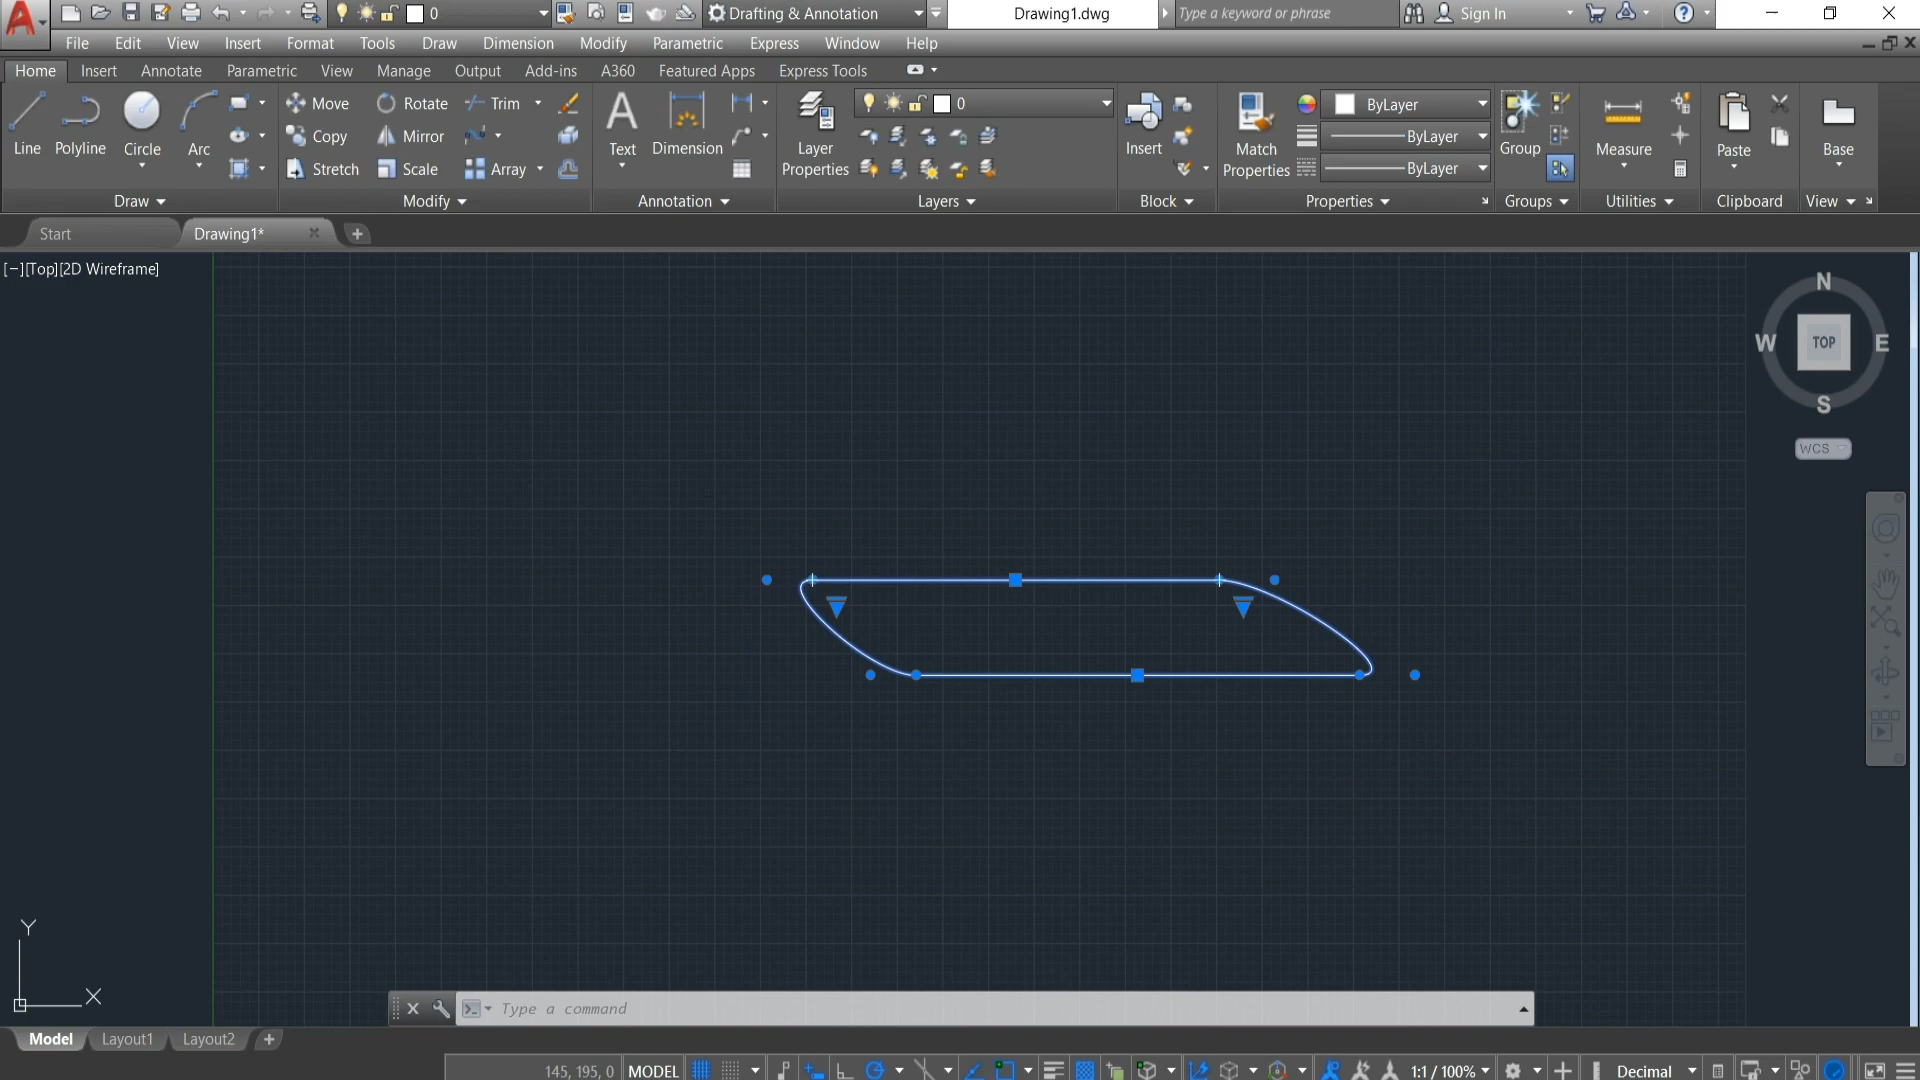 0 Drafting & Annotation Drawing1.dwg Type a keyword or phrase Sign In
File Edit View Insert Format Tools Draw Dimension Modify Parametric Express Window Help
Home Insert Annotate Parametric View Manage Output Add-ins A360 Featured Apps Express Tools
Move Rotate Trim 0 ByLayer
Line Polyline Circle Arc Copy Mirror Text Dimension Layer Insert Match ByLayer Group Measure Paste Base
Stretch Scale Array Properties Properties ByLayer
Draw Modify Annotation Layers Block Properties Groups Utilities Clipboard View
Start Drawing1* +
[−][Top][2D Wireframe]
N
W TOP E
S
WCS
Y
X
Type a command
Model Layout1 Layout2 +
145, 195, 0 MODEL 1:1 / 100% Decimal